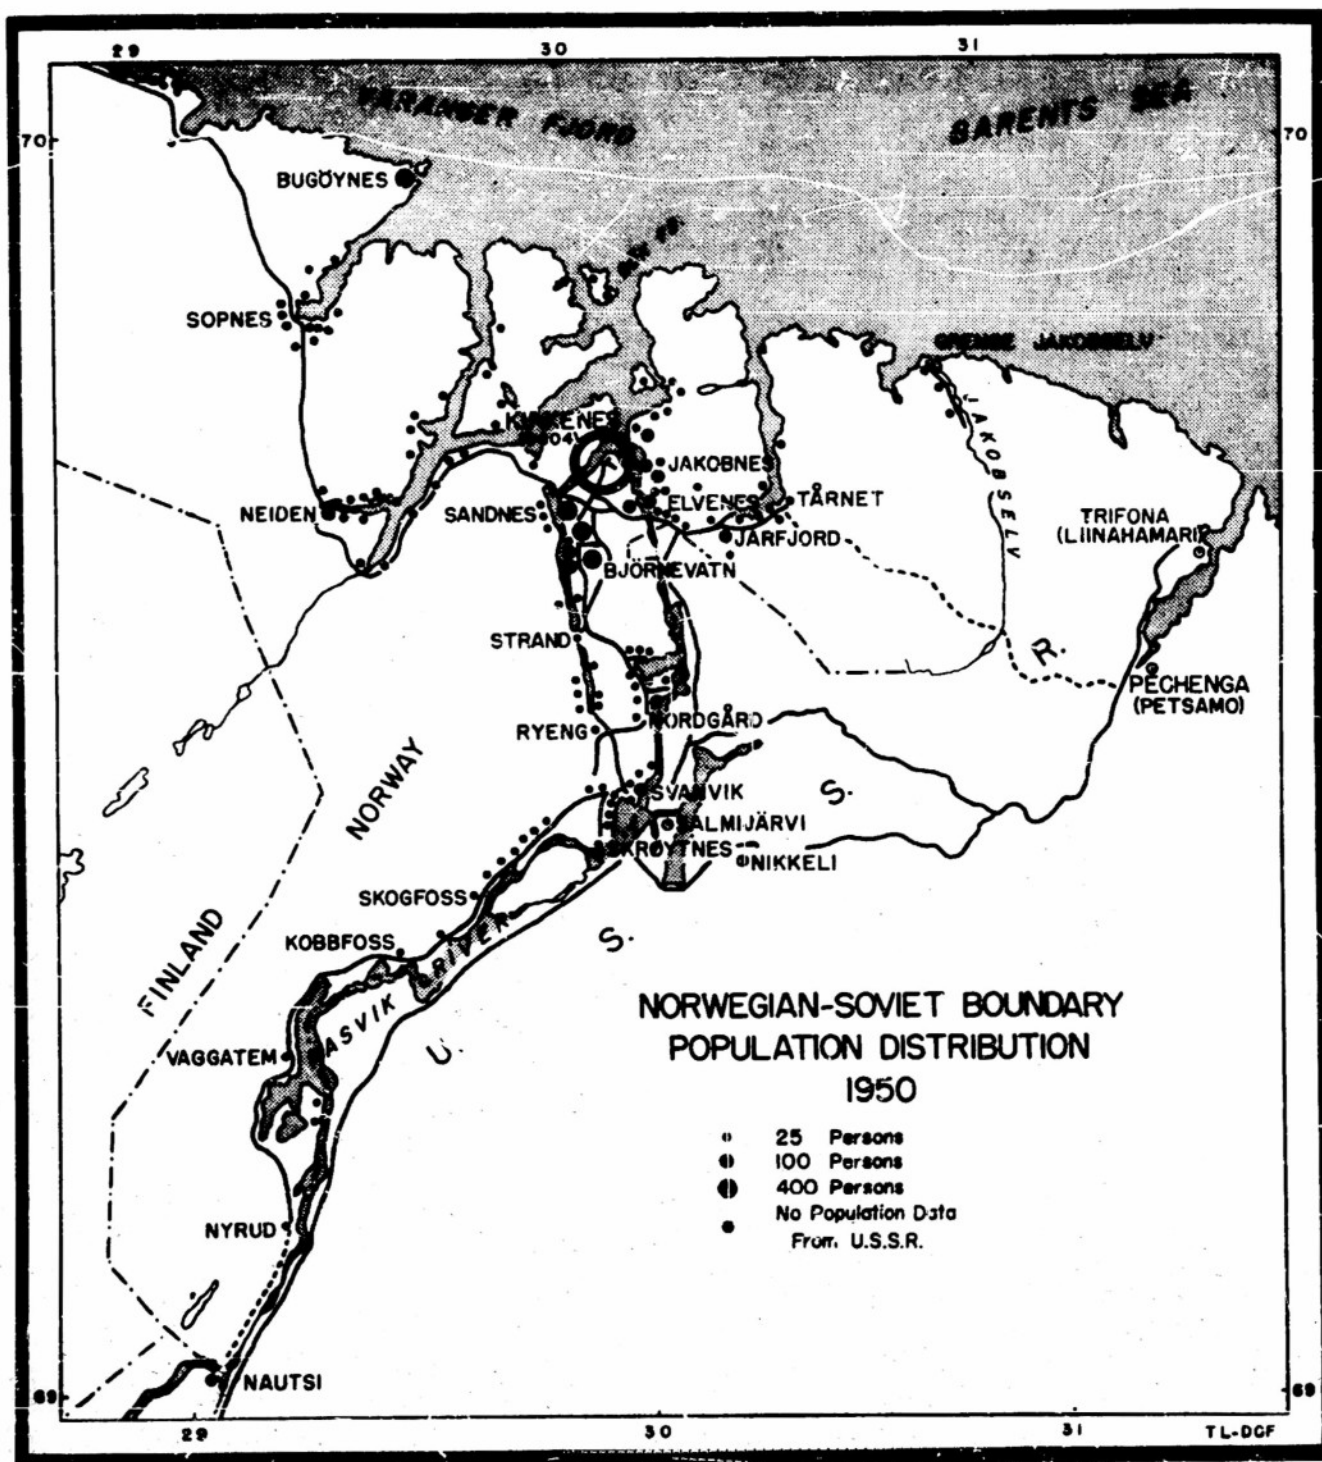 29 30 31
70 70
VARANGER FJORD
BARENTS SEA
BUGÖYNES
SOPNES
GRENSE JAKOBSELV
JAKOBSELV
KIRKENES
JAKOBNES
NEIDEN
SANDNES
ELVENES
TÅRNET
JARFJORD
TRIFONA
(LIINAHAMARI)
BJÖRNEVATN
STRAND
PECHENGA
(PETSAMO)
RYENG
NORDGÅRD
NORWAY
SVANVIK
SALMIJÄRVI
SKRØYTNES
NIKKELI
SKOGFOSS
KOBBFOSS
FINLAND
PASVIK RIVER
U. S. S. R.
VAGGATEM
NORWEGIAN-SOVIET BOUNDARY
POPULATION DISTRIBUTION
1950
25 Persons
100 Persons
400 Persons
No Population Data
From U.S.S.R.
NYRUD
NAUTSI
69 69
29 30 31
TL-DGF